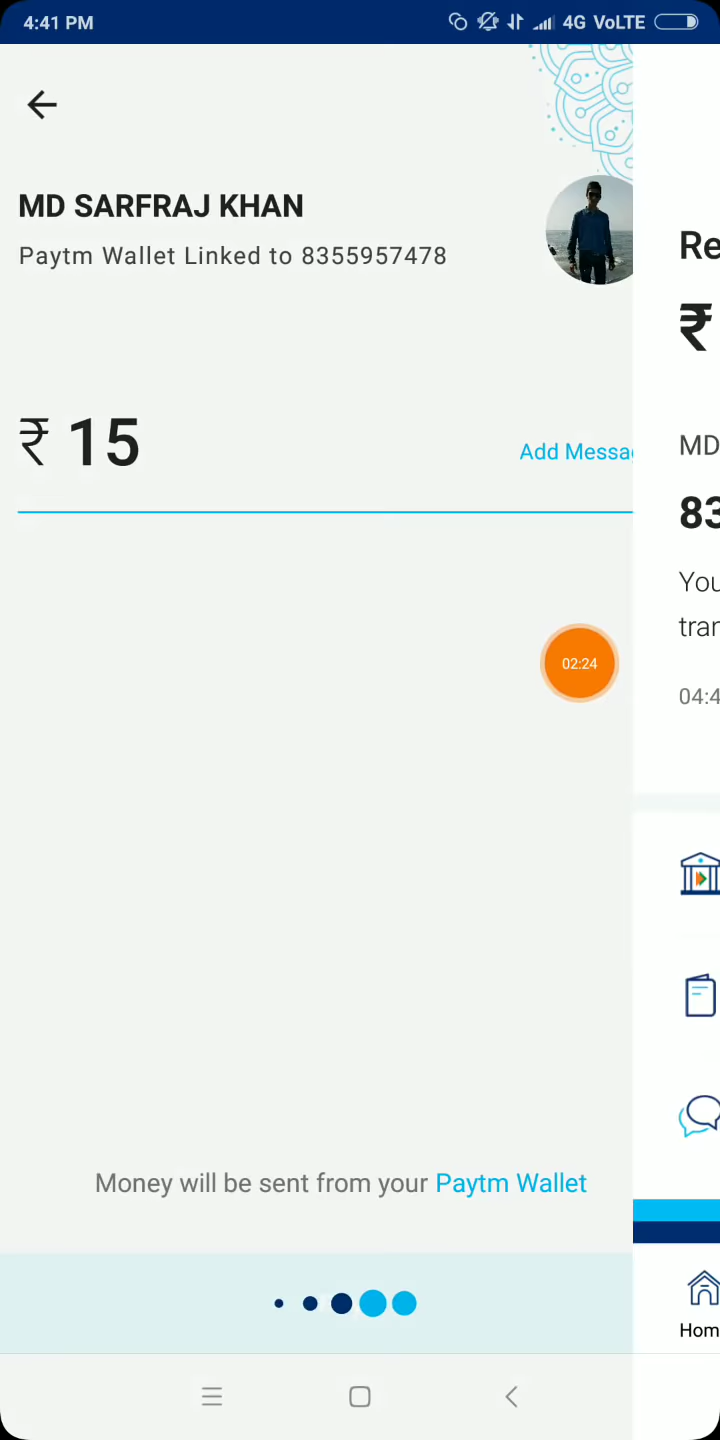 4:41 PM
4G VoLTE
MD SARFRAJ KHAN
Paytm Wallet Linked to 8355957478
₹ 15
Add Messa
02:24
Money will be sent from your Paytm Wallet
Re
₹
MD
83
You
tran
04:4
Hom